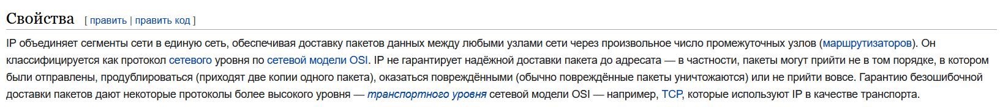 Свойства [ править | править код ]
IP объединяет сегменты сети в единую сеть, обеспечивая доставку пакетов данных между любыми узлами сети через произвольное число промежуточных узлов (маршрутизаторов). Он
классифицируется как протокол сетевого уровня по сетевой модели OSI. IP не гарантирует надёжной доставки пакета до адресата — в частности, пакеты могут прийти не в том порядке, в котором
были отправлены, продублироваться (приходят две копии одного пакета), оказаться повреждёнными (обычно повреждённые пакеты уничтожаются) или не прийти вовсе. Гарантию безошибочной
доставки пакетов дают некоторые протоколы более высокого уровня — транспортного уровня сетевой модели OSI — например, TCP, которые используют IP в качестве транспорта.